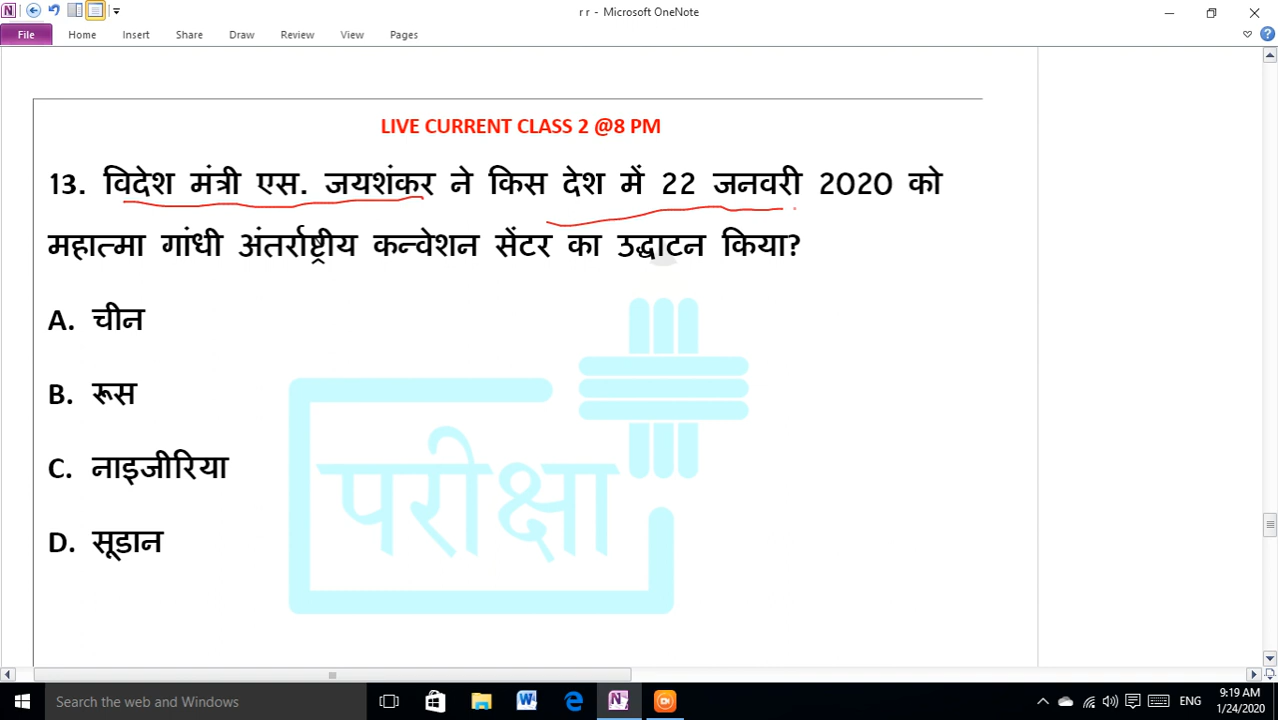 r r - Microsoft OneNote
File Home Insert Share Draw Review View Pages
LIVE CURRENT CLASS 2 @8 PM
13. विदेश मंत्री एस. जयशंकर ने किस देश में 22 जनवरी 2020 को
महात्मा गांधी अंतर्राष्ट्रीय कन्वेशन सेंटर का उद्घाटन किया?
A. चीन
B. रूस
C. नाइजीरिया
D. सूडान
परीक्षा
Search the web and Windows
ENG
9:19 AM
1/24/2020